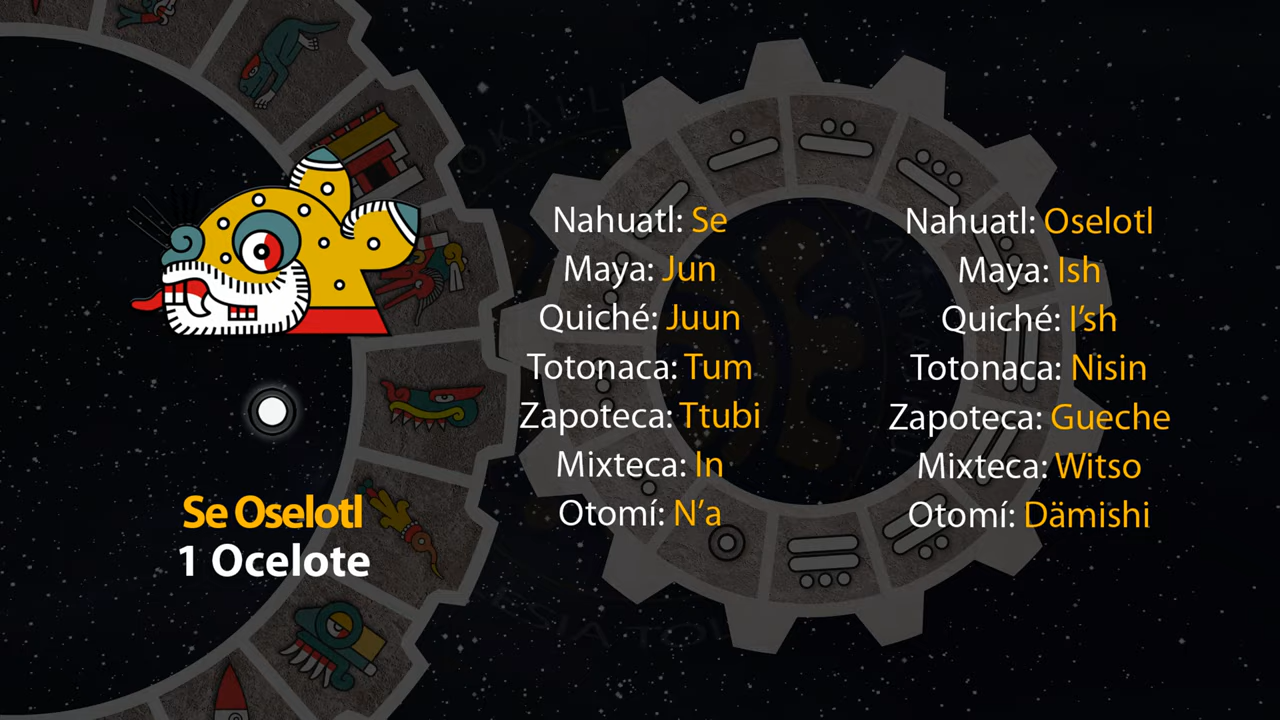 Nahuatl: Se
Maya: Jun
Quiché: Juun
Totonaca: Tum
Zapoteca: Ttubi
Mixteca: In
Otomí: N’a
Nahuatl: Oselotl
Maya: Ish
Quiché: I’sh
Totonaca: Nisin
Zapoteca: Gueche
Mixteca: Witso
Otomí: Dämishi
Se Oselotl
1 Ocelote